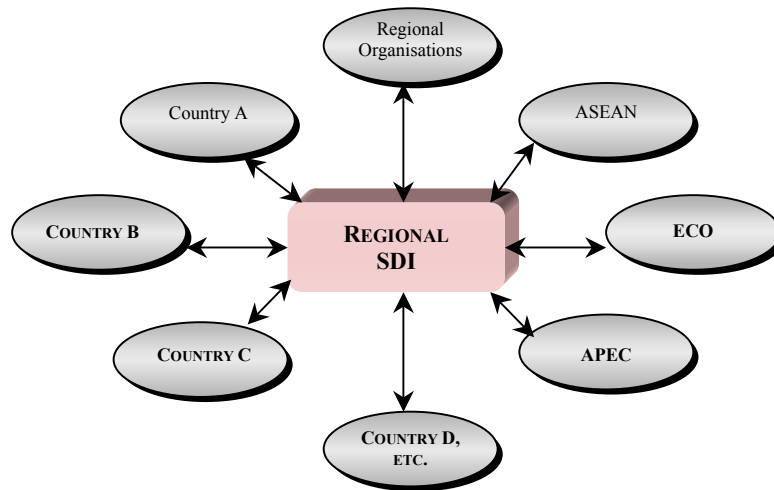 Regional
Organisations
Country A
ASEAN
COUNTRY B
REGIONAL
SDI
ECO
COUNTRY C
APEC
COUNTRY D,
ETC.